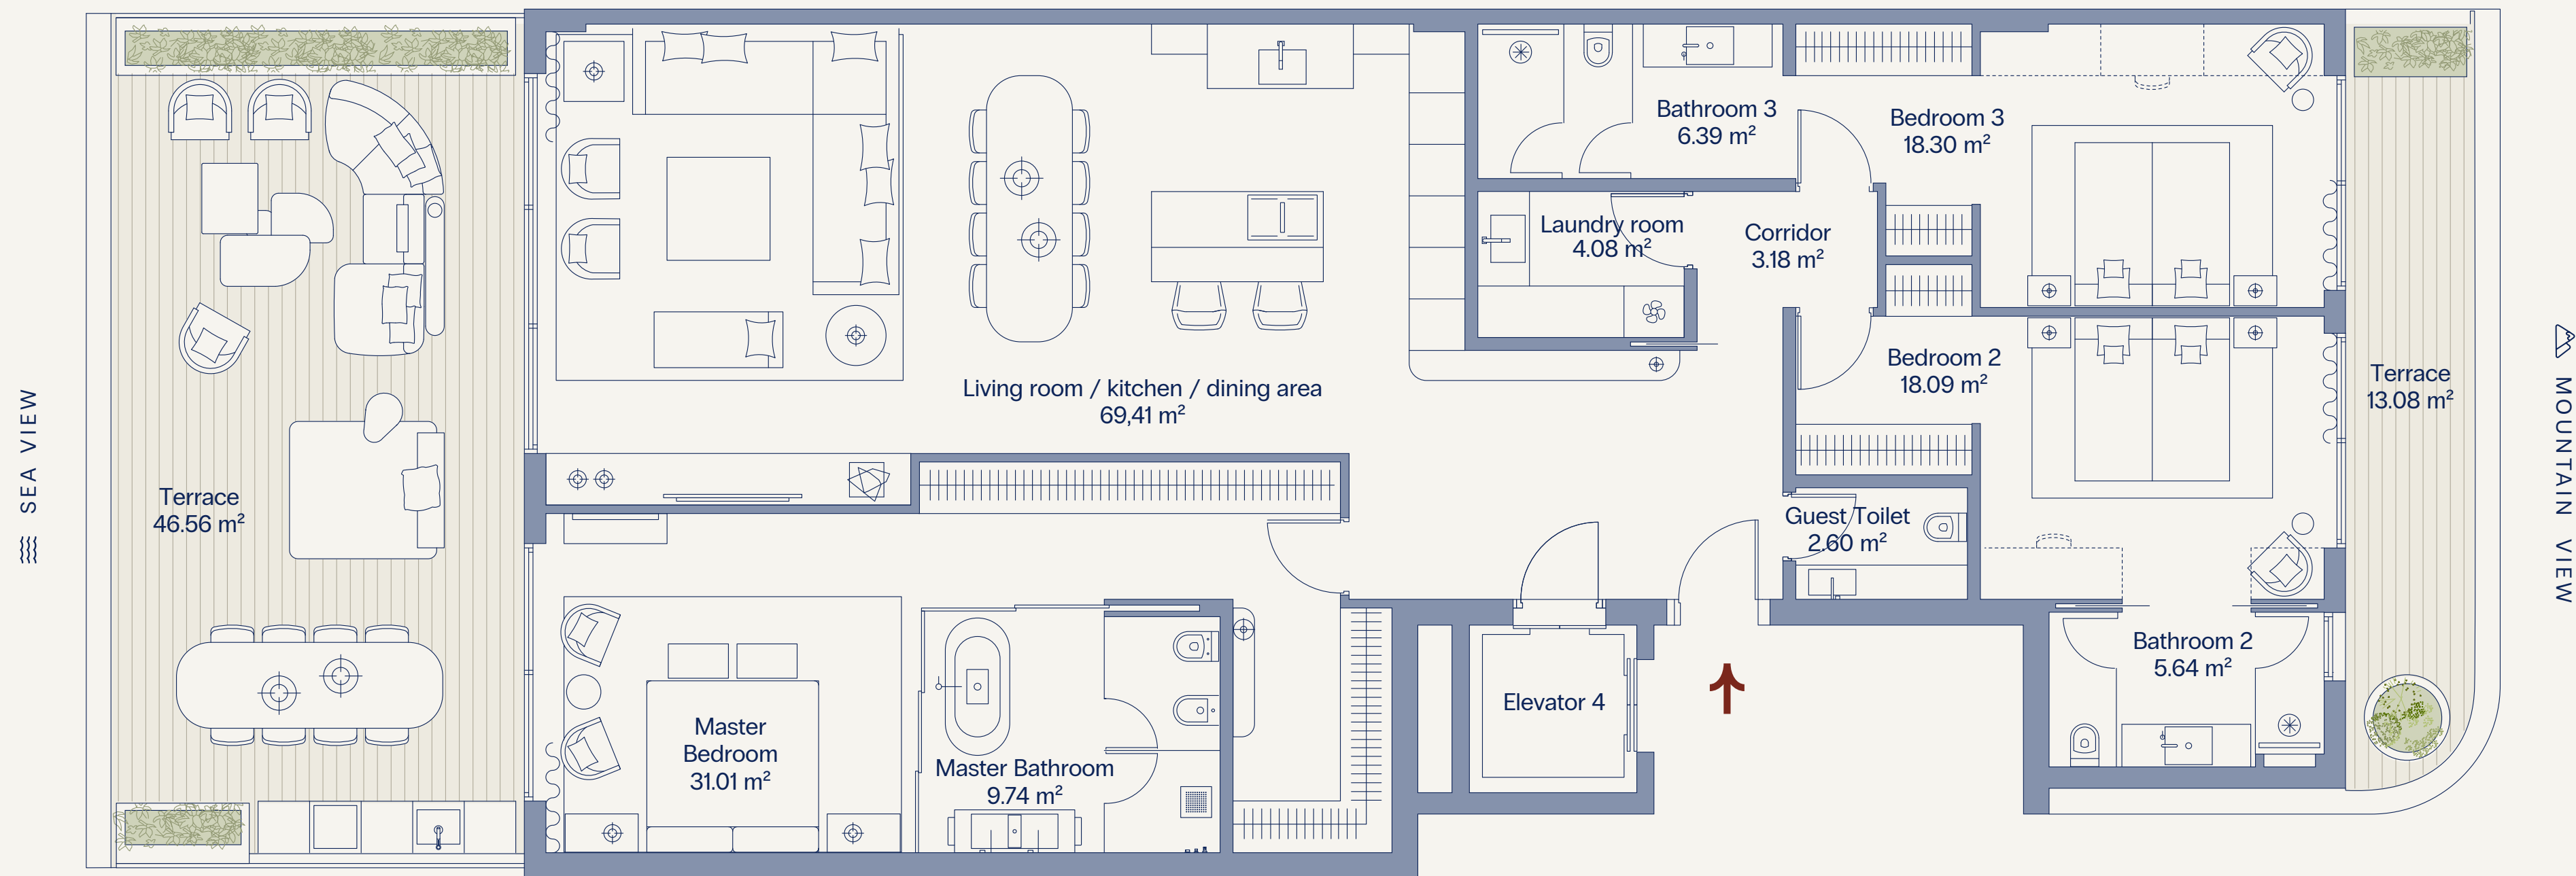 SEA VIEW
Terrace
46.56 m²
Living room / kitchen / dining area
69,41 m²
Master
Bedroom
31.01 m²
Master Bathroom
9.74 m²
Bathroom 3
6.39 m²
Laundry room
4.08 m²
Corridor
3.18 m²
Bedroom 3
18.30 m²
Bedroom 2
18.09 m²
Guest Toilet
2.60 m²
Elevator 4
Bathroom 2
5.64 m²
Terrace
13.08 m²
MOUNTAIN VIEW